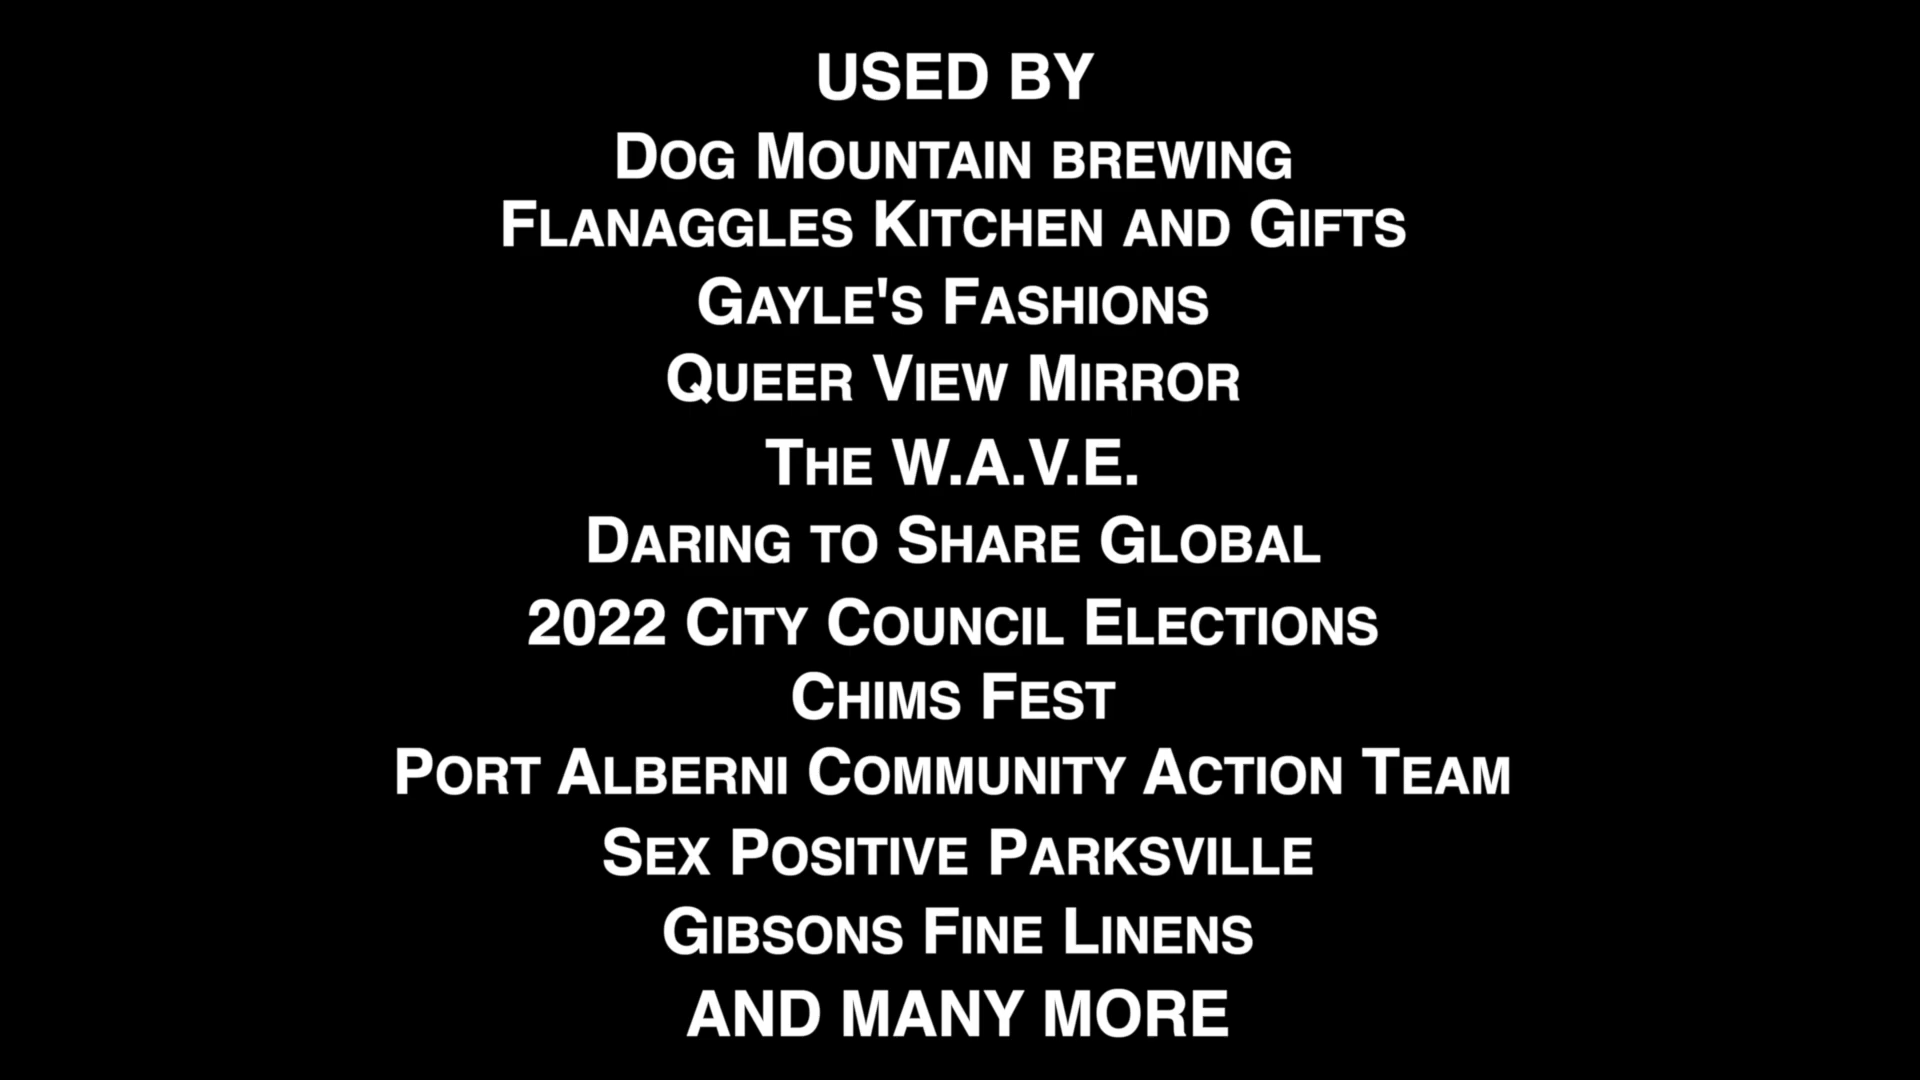 USED BY
DOG MOUNTAIN BREWING
FLANAGGLES KITCHEN AND GIFTS
GAYLE'S FASHIONS
QUEER VIEW MIRROR
THE W.A.V.E.
DARING TO SHARE GLOBAL
2022 CITY COUNCIL ELECTIONS
CHIMS FEST
PORT ALBERNI COMMUNITY ACTION TEAM
SEX POSITIVE PARKSVILLE
GIBSONS FINE LINENS
AND MANY MORE